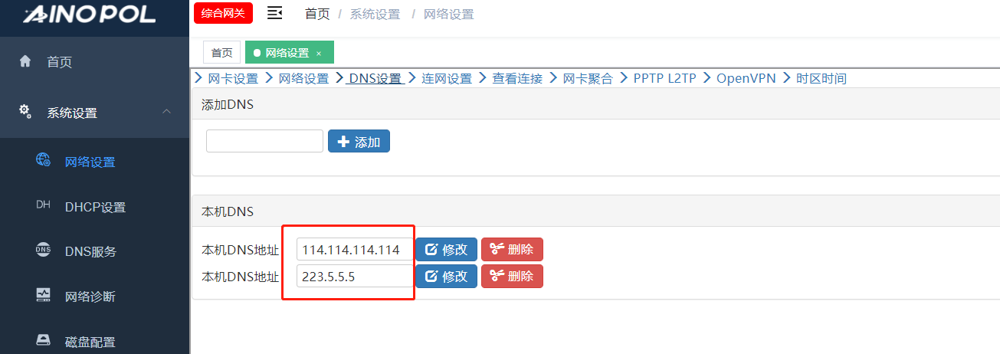 AINOPOL
综合网关
首页 / 系统设置 / 网络设置
首页
网络设置 ×
首页
系统设置
网络设置
DH DHCP设置
DNS DNS服务
网络诊断
磁盘配置
网卡设置 网络设置 DNS设置 连网设置 查看连接 网卡聚合 PPTP L2TP OpenVPN 时区时间
添加DNS
添加
本机DNS
本机DNS地址 114.114.114.114 修改 删除
本机DNS地址 223.5.5.5 修改 删除